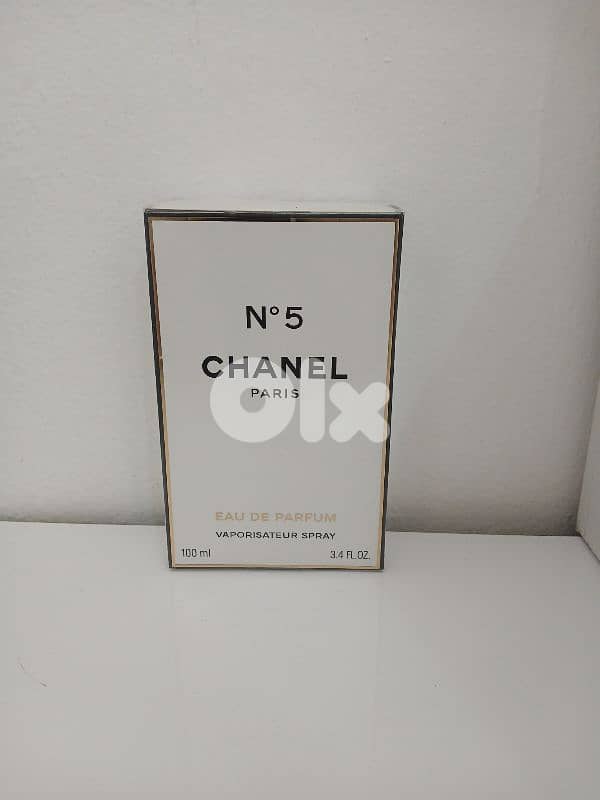 N°5
CHANEL
PARIS
Olx
EAU DE PARFUM
VAPORISATEUR SPRAY
100 ml 3.4 FL.OZ.